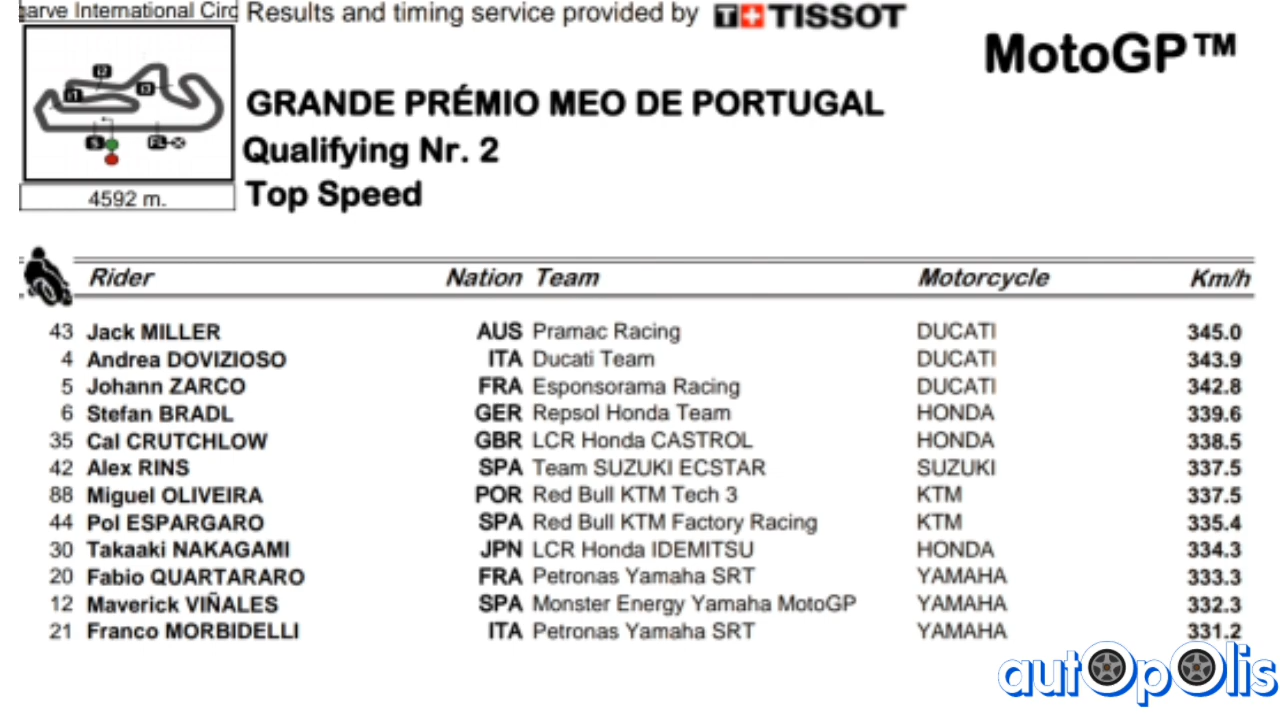 arve International Circ
Results and timing service provided by TISSOT
MotoGP™
GRANDE PRÉMIO MEO DE PORTUGAL
Qualifying Nr. 2
Top Speed
4592 m.
Rider Nation Team Motorcycle Km/h
43 Jack MILLER AUS Pramac Racing DUCATI 345.0
4 Andrea DOVIZIOSO ITA Ducati Team DUCATI 343.9
5 Johann ZARCO FRA Esponsorama Racing DUCATI 342.8
6 Stefan BRADL GER Repsol Honda Team HONDA 339.6
35 Cal CRUTCHLOW GBR LCR Honda CASTROL HONDA 338.5
42 Alex RINS SPA Team SUZUKI ECSTAR SUZUKI 337.5
88 Miguel OLIVEIRA POR Red Bull KTM Tech 3 KTM 337.5
44 Pol ESPARGARO SPA Red Bull KTM Factory Racing KTM 335.4
30 Takaaki NAKAGAMI JPN LCR Honda IDEMITSU HONDA 334.3
20 Fabio QUARTARARO FRA Petronas Yamaha SRT YAMAHA 333.3
12 Maverick VIÑALES SPA Monster Energy Yamaha MotoGP YAMAHA 332.3
21 Franco MORBIDELLI ITA Petronas Yamaha SRT YAMAHA 331.2
autopolis